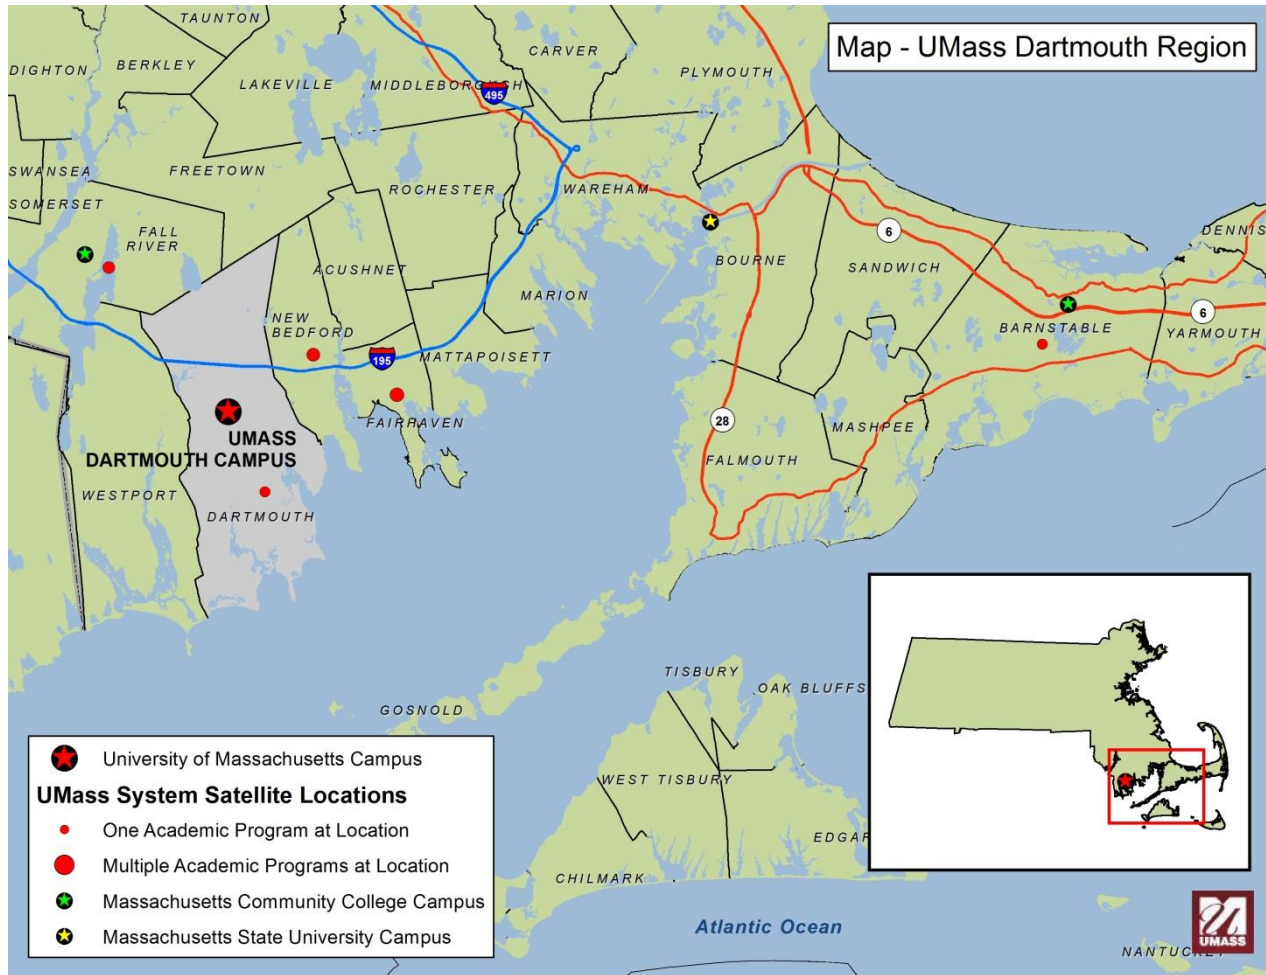 Map - UMass Dartmouth Region
TAUNTON
CARVER
DIGHTON
BERKLEY
LAKEVILLE
MIDDLEBOROUGH
PLYMOUTH
495
SWANSEA
FREETOWN
ROCHESTER
WAREHAM
SOMERSET
FALL
RIVER
6
DENNIS
BOURNE
SANDWICH
ACUSHNET
MARION
NEW
BEDFORD
6
BARNSTABLE
YARMOUTH
195
MATTAPOISETT
28
FAIRHAVEN
MASHPEE
UMASS
DARTMOUTH CAMPUS
FALMOUTH
WESTPORT
DARTMOUTH
TISBURY
OAK BLUFFS
GOSNOLD
WEST TISBURY
EDGAR
CHILMARK
Atlantic Ocean
NANTUCKET
University of Massachusetts Campus
UMass System Satellite Locations
One Academic Program at Location
Multiple Academic Programs at Location
Massachusetts Community College Campus
Massachusetts State University Campus
UMASS